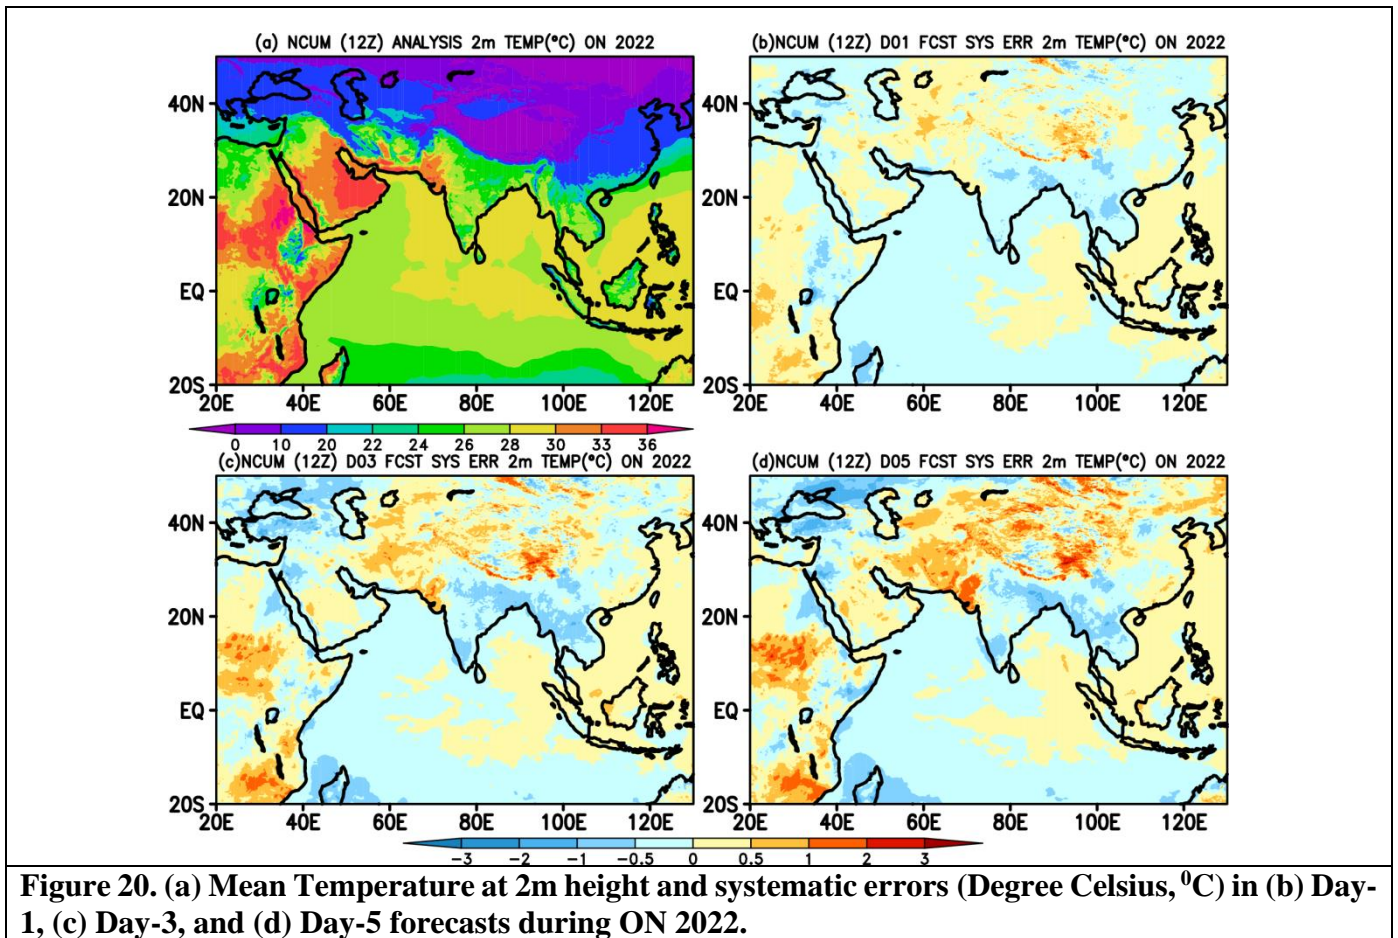 (a) NCUM (12Z) ANALYSIS 2m TEMP(°C) ON 2022
40N
20N
EQ
20S
20E 40E 60E 80E 100E 120E
0 10 20 22 24 26 28 30 33 36
(b)NCUM (12Z) D01 FCST SYS ERR 2m TEMP(°C) ON 2022
40N
20N
EQ
20S
20E 40E 60E 80E 100E 120E
(c)NCUM (12Z) D03 FCST SYS ERR 2m TEMP(°C) ON 2022
40N
20N
EQ
20S
20E 40E 60E 80E 100E 120E
(d)NCUM (12Z) D05 FCST SYS ERR 2m TEMP(°C) ON 2022
40N
20N
EQ
20S
20E 40E 60E 80E 100E 120E
−3 −2 −1 −0.5 0 0.5 1 2 3
Figure 20. (a) Mean Temperature at 2m height and systematic errors (Degree Celsius, ⁰C) in (b) Day-
1, (c) Day-3, and (d) Day-5 forecasts during ON 2022.